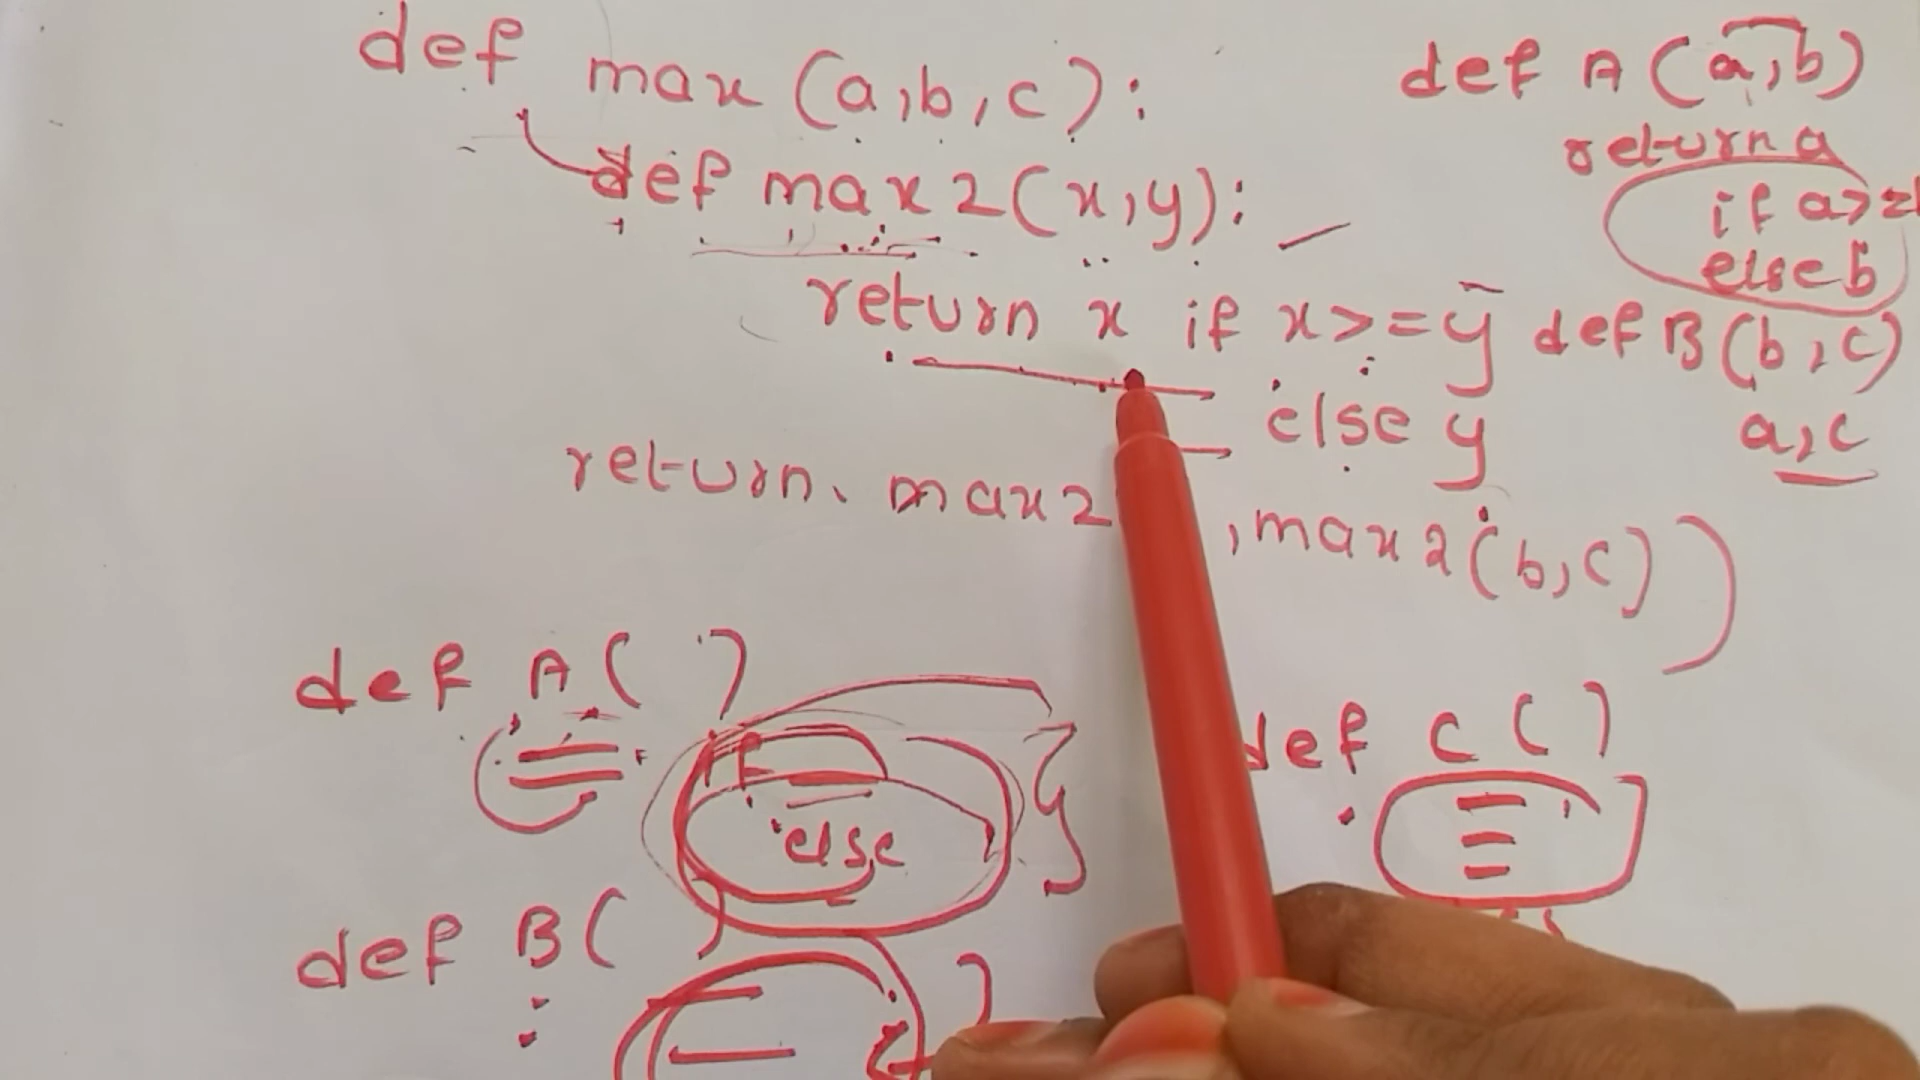 def max (a,b,c):
def max2(x,y):
return x if x>=y
else y
return max2 ,max2(b,c))
def A(a,b)
return a
if a>=
else b
def B(b,c)
a,c
def A( )
if
else
def B( )
def C( )